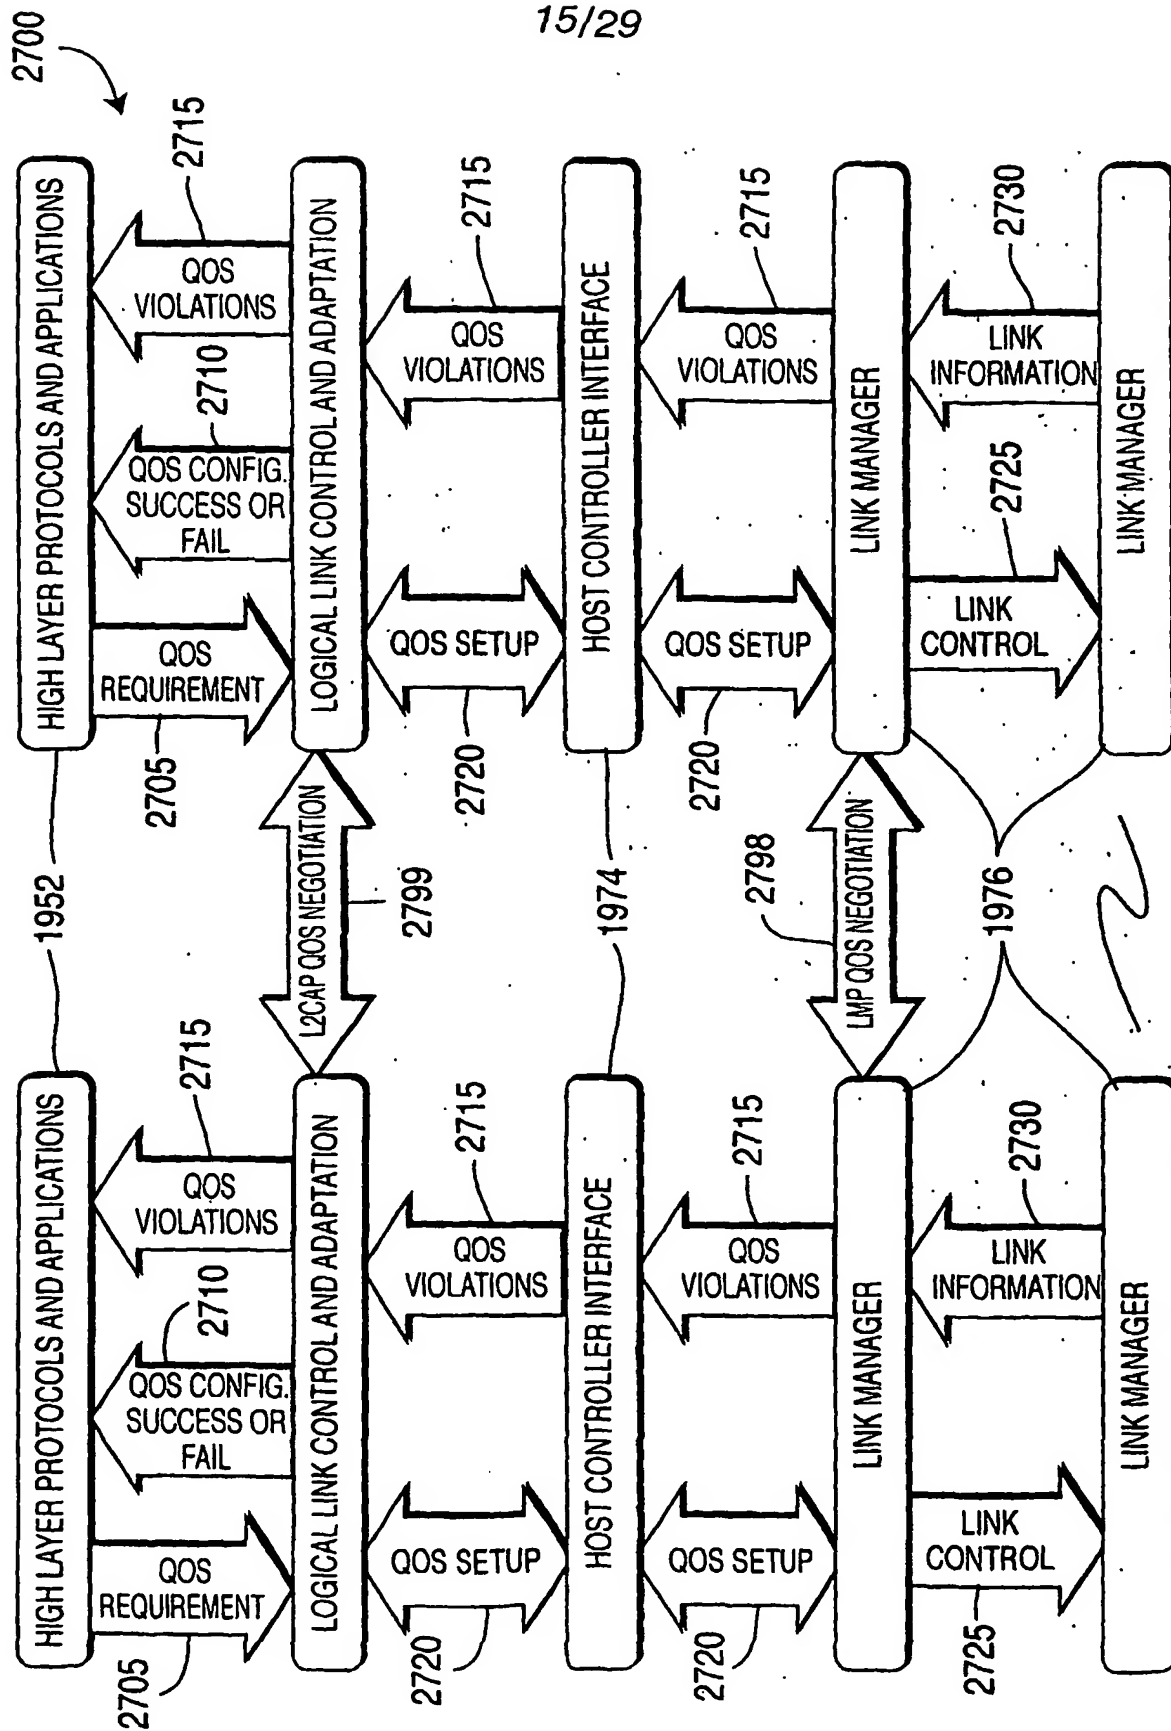 15/29
2700
HIGH LAYER PROTOCOLS AND APPLICATIONS
1952
HIGH LAYER PROTOCOLS AND APPLICATIONS
2705
QOS
REQUIREMENT
QOS CONFIG.
SUCCESS OR
FAIL
2710
QOS
VIOLATIONS
2715
2705
QOS
REQUIREMENT
QOS CONFIG.
SUCCESS OR
FAIL
2710
QOS
VIOLATIONS
2715
LOGICAL LINK CONTROL AND ADAPTATION
L2CAP QOS NEGOTIATION
2799
LOGICAL LINK CONTROL AND ADAPTATION
2720
QOS SETUP
QOS
VIOLATIONS
2715
2720
QOS SETUP
QOS
VIOLATIONS
2715
HOST CONTROLLER INTERFACE
1974
HOST CONTROLLER INTERFACE
2720
QOS SETUP
QOS
VIOLATIONS
2715
2720
QOS SETUP
QOS
VIOLATIONS
2715
LINK MANAGER
LMP QOS NEGOTIATION
2798
LINK MANAGER
2725
LINK
CONTROL
LINK
INFORMATION
2730
1976
LINK
CONTROL
2725
LINK
INFORMATION
2730
LINK MANAGER
LINK MANAGER